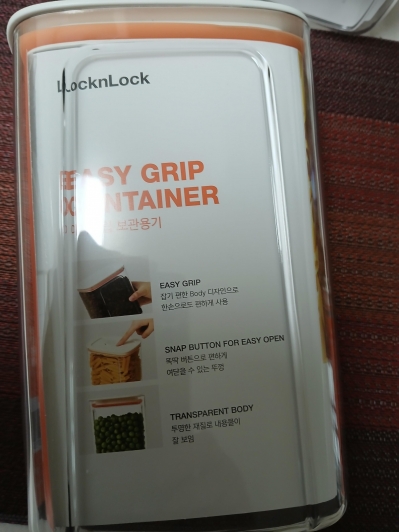 LocknLock
EASY GRIP
CONTAINER
보관용기
EASY GRIP
잡기 편한 Body 디자인으로
한손으로도 편하게 사용
SNAP BUTTON FOR EASY OPEN
똑딱 버튼으로 편하게
여닫을 수 있는 뚜껑
TRANSPARENT BODY
투명한 재질로 내용물이
잘 보임